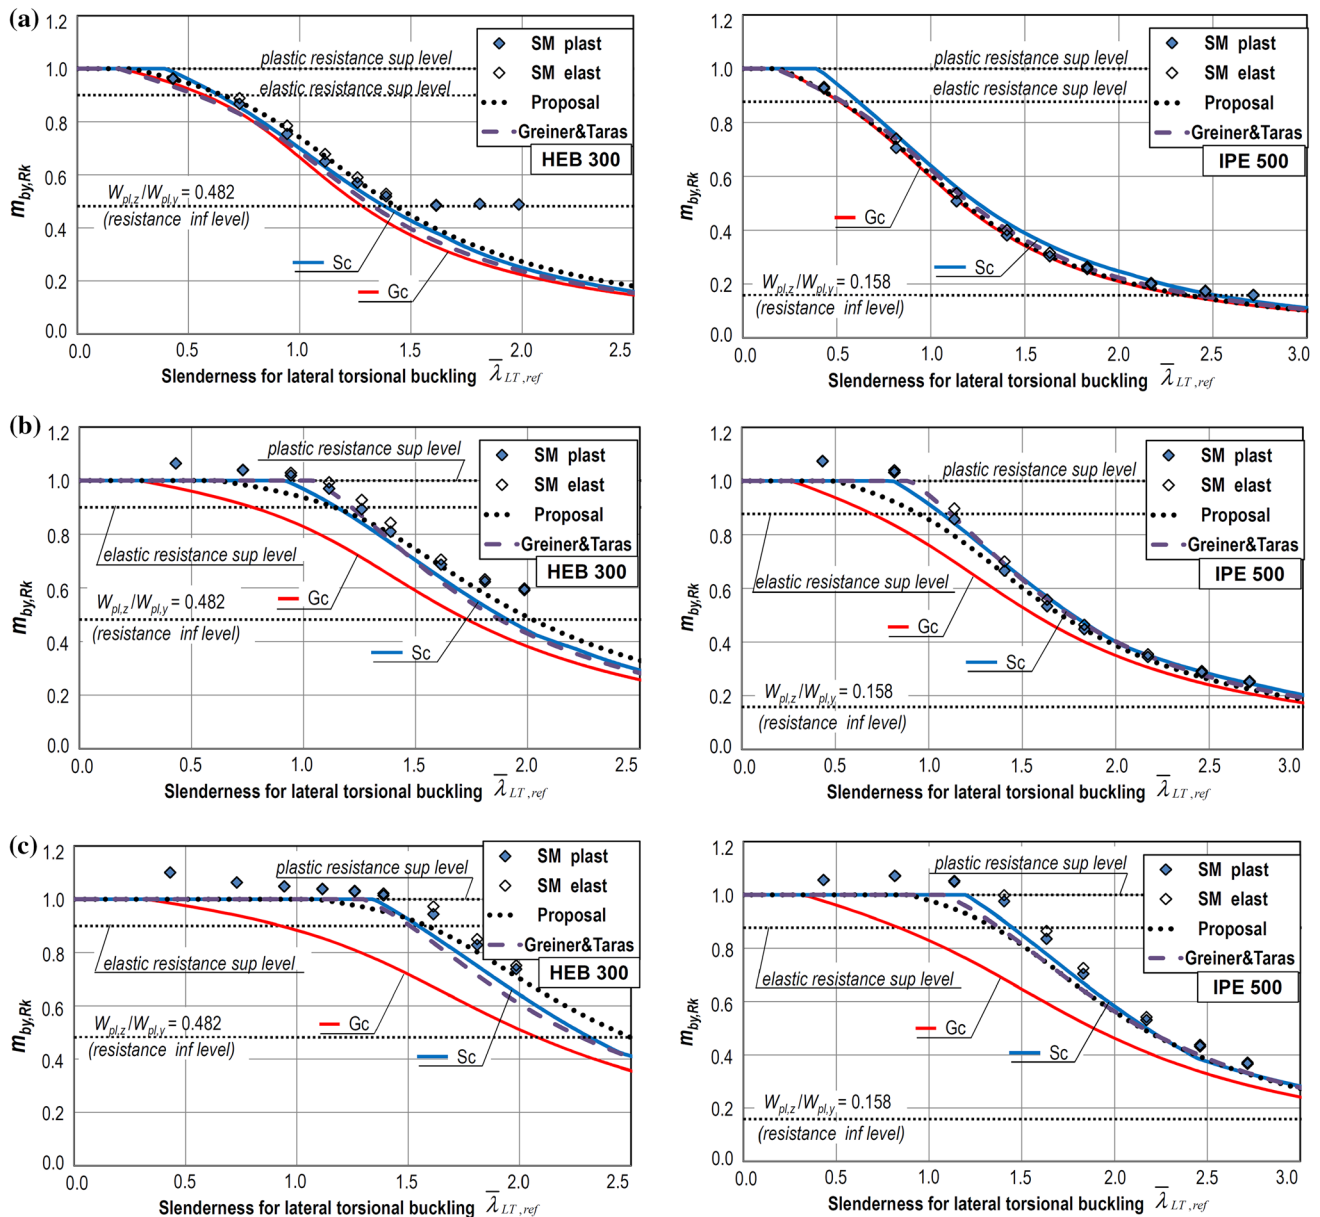 (a)
1.2
1.0
0.8
0.6
0.4
0.2
0.0
m_by,Rk
plastic resistance sup level
elastic resistance sup level
SM plast
SM elast
Proposal
Greiner&Taras
HEB 300
W_pl,z/W_pl,y = 0.482
(resistance inf level)
Sc
Gc
0.0 0.5 1.0 1.5 2.0 2.5
Slenderness for lateral torsional buckling λ̅_LT,ref
1.2
1.0
0.8
0.6
0.4
0.2
0.0
plastic resistance sup level
elastic resistance sup level
SM plast
SM elast
Proposal
Greiner&Taras
IPE 500
Gc
Sc
W_pl,z/W_pl,y = 0.158
(resistance inf level)
0.0 0.5 1.0 1.5 2.0 2.5 3.0
Slenderness for lateral torsional buckling λ̅_LT,ref
(b)
1.2
1.0
0.8
0.6
0.4
0.2
0.0
m_by,Rk
plastic resistance sup level
SM plast
SM elast
Proposal
Greiner&Taras
HEB 300
elastic resistance sup level
W_pl,z/W_pl,y = 0.482
(resistance inf level)
Gc
Sc
0.0 0.5 1.0 1.5 2.0 2.5
Slenderness for lateral torsional buckling λ̅_LT,ref
1.2
1.0
0.8
0.6
0.4
0.2
0.0
plastic resistance sup level
SM plast
SM elast
Proposal
Greiner&Taras
IPE 500
elastic resistance sup level
Gc
Sc
W_pl,z/W_pl,y = 0.158
(resistance inf level)
0.0 0.5 1.0 1.5 2.0 2.5 3.0
Slenderness for lateral torsional buckling λ̅_LT,ref
(c)
1.2
1.0
0.8
0.6
0.4
0.2
0.0
m_by,Rk
plastic resistance sup level
SM plast
SM elast
Proposal
Greiner&Taras
HEB 300
elastic resistance sup level
W_pl,z/W_pl,y = 0.482
(resistance inf level)
Gc
Sc
0.0 0.5 1.0 1.5 2.0 2.5
Slenderness for lateral torsional buckling λ̅_LT,ref
1.2
1.0
0.8
0.6
0.4
0.2
0.0
plastic resistance sup level
SM plast
SM elast
Proposal
Greiner&Taras
IPE 500
elastic resistance sup level
Gc
Sc
W_pl,z/W_pl,y = 0.158
(resistance inf level)
0.0 0.5 1.0 1.5 2.0 2.5 3.0
Slenderness for lateral torsional buckling λ̅_LT,ref